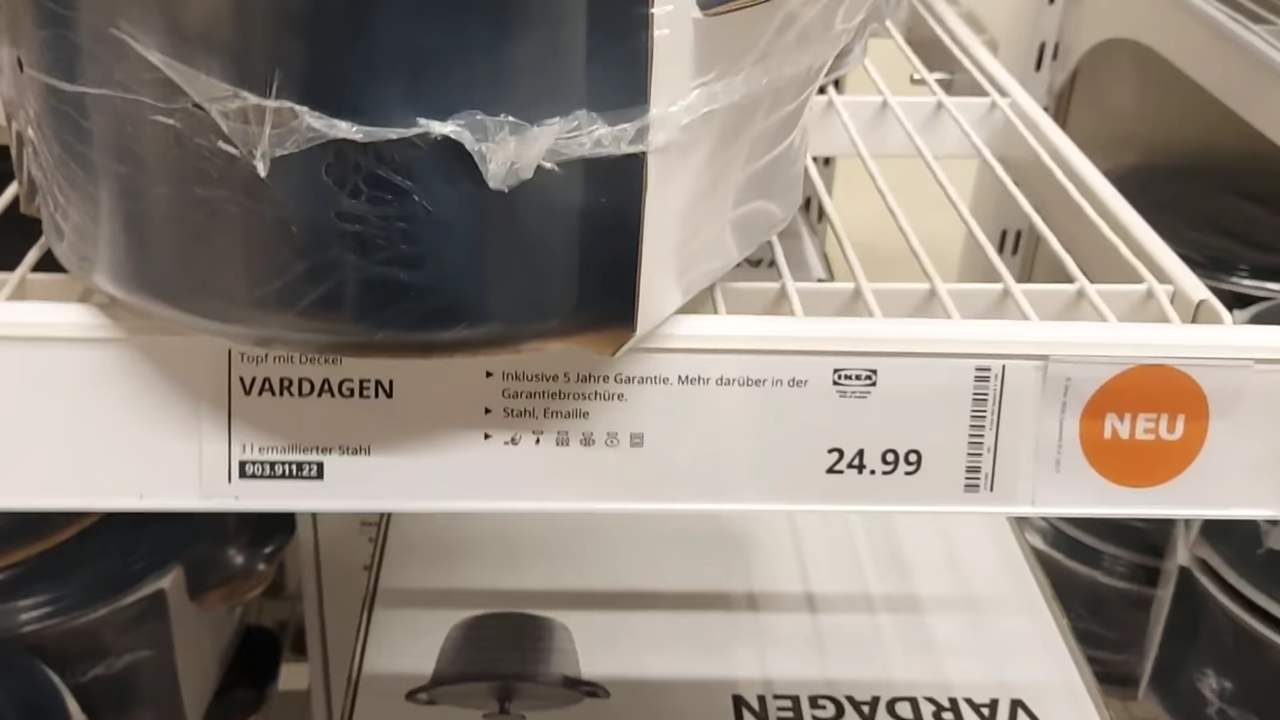 Topf mit Deckel
VARDAGEN
emaillierter Stahl
903.911.22
Inklusive 5 Jahre Garantie. Mehr darüber in der
Garantiebroschüre.
Stahl, Emaille
IKEA
24.99
NEU
VARDAGEN